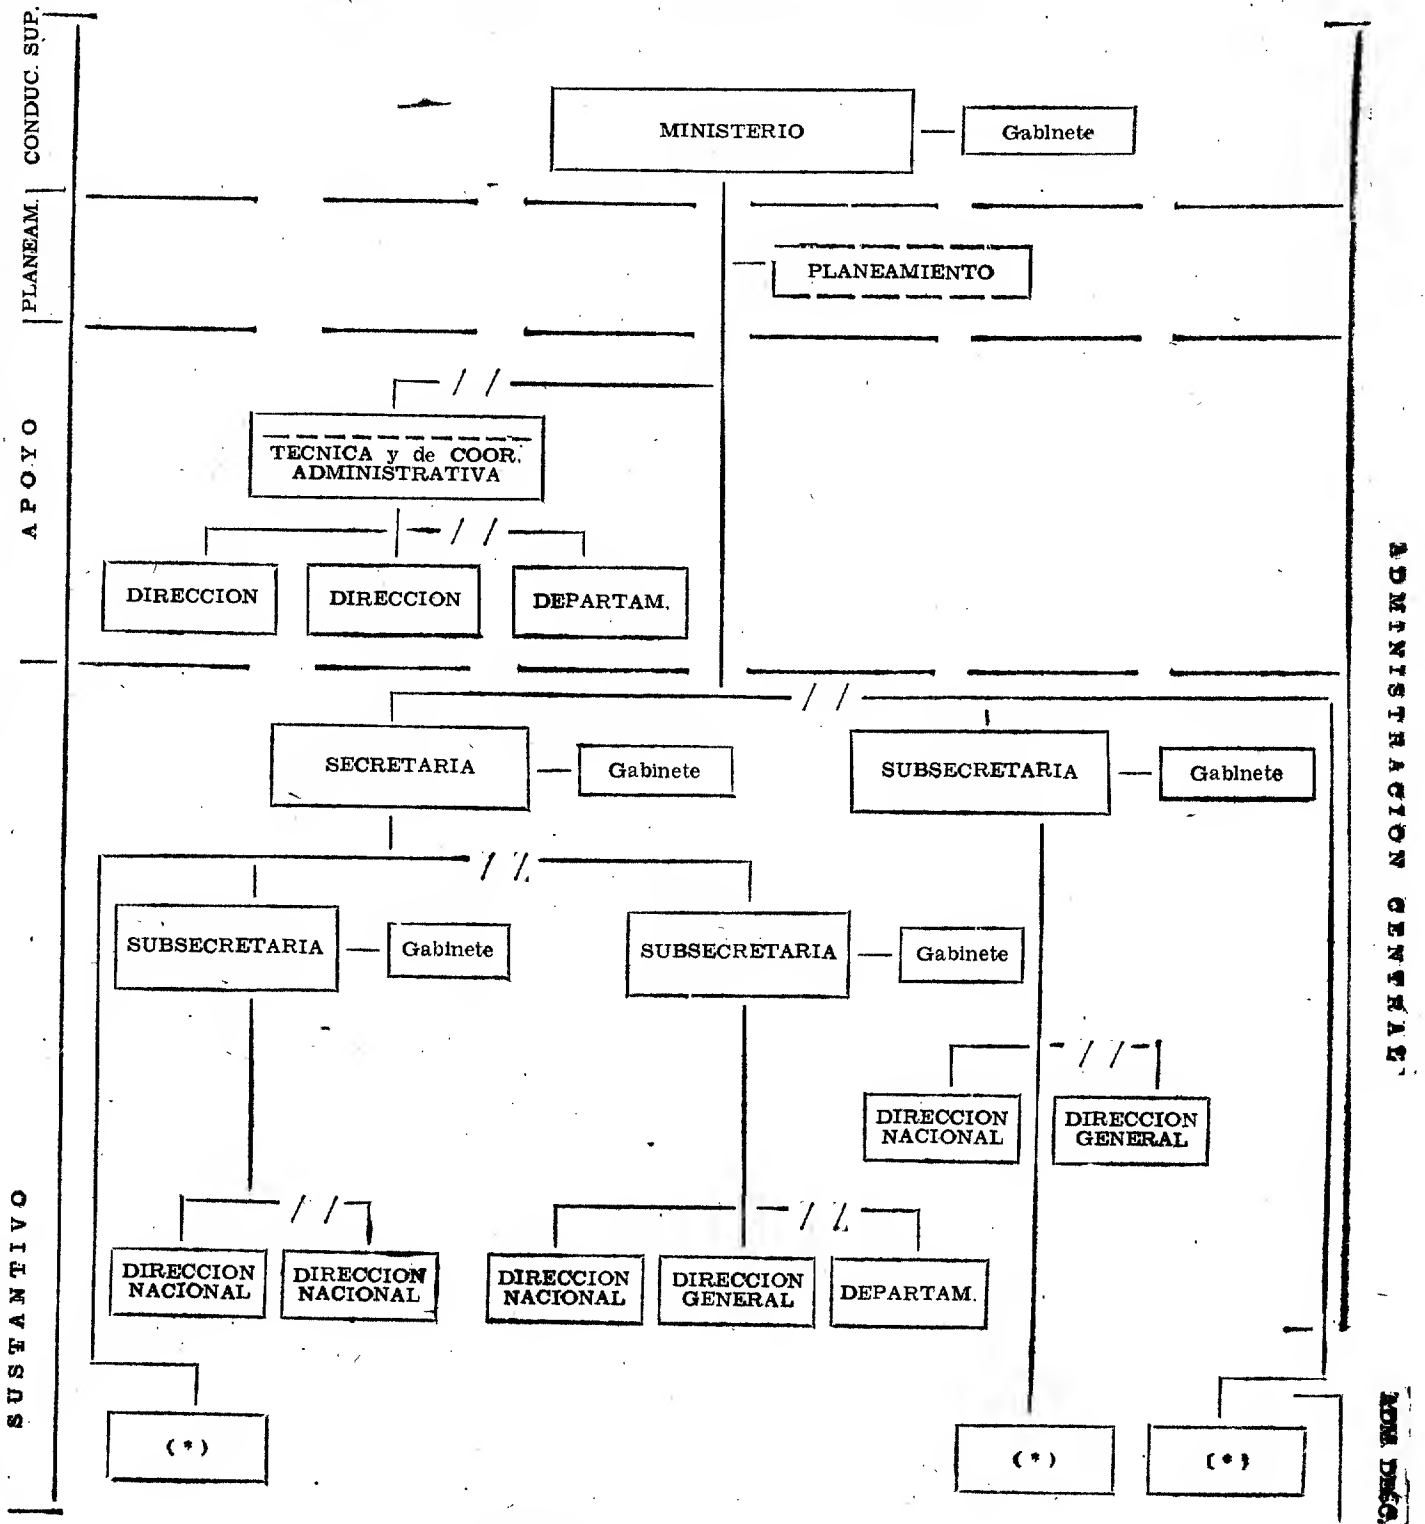 CONDUC. SUP.
MINISTERIO
Gabinete
PLANEAM.
PLANEAMIENTO
APOYO
TECNICA y de COOR.
ADMINISTRATIVA
DIRECCION
DIRECCION
DEPARTAM.
ADMINISTRACION CENTRAL
SUSTANTIVO
SECRETARIA
Gabinete
SUBSECRETARIA
Gabinete
SUBSECRETARIA
Gabinete
SUBSECRETARIA
Gabinete
DIRECCION
NACIONAL
DIRECCION
GENERAL
DIRECCION
NACIONAL
DIRECCION
NACIONAL
DIRECCION
NACIONAL
DIRECCION
GENERAL
DEPARTAM.
(*)
(*)
(*)
ADM